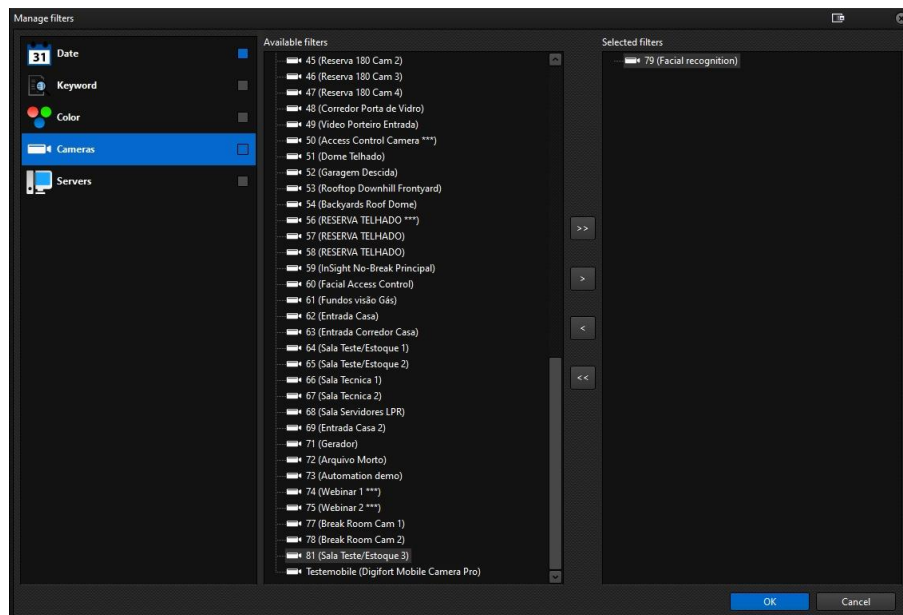 Manage filters
31 Date
Keyword
Color
Cameras
Servers
Available filters
45 (Reserva 180 Cam 2)
46 (Reserva 180 Cam 3)
47 (Reserva 180 Cam 4)
48 (Corredor Porta de Vidro)
49 (Video Porteiro Entrada)
50 (Access Control Camera ***)
51 (Dome Telhado)
52 (Garagem Descida)
53 (Rooftop Downhill Frontyard)
54 (Backyards Roof Dome)
56 (RESERVA TELHADO ***)
57 (RESERVA TELHADO)
58 (RESERVA TELHADO)
59 (InSight No-Break Principal)
60 (Facial Access Control)
61 (Fundos visão Gás)
62 (Entrada Casa)
63 (Entrada Corredor Casa)
64 (Sala Teste/Estoque 1)
65 (Sala Teste/Estoque 2)
66 (Sala Tecnica 1)
67 (Sala Tecnica 2)
68 (Sala Servidores LPR)
69 (Entrada Casa 2)
71 (Gerador)
72 (Arquivo Morto)
73 (Automation demo)
74 (Webinar 1 ***)
75 (Webinar 2 ***)
77 (Break Room Cam 1)
78 (Break Room Cam 2)
81 (Sala Teste/Estoque 3)
Testemobile (Digifort Mobile Camera Pro)
>>
>
<
<<
Selected filters
79 (Facial recognition)
OK
Cancel